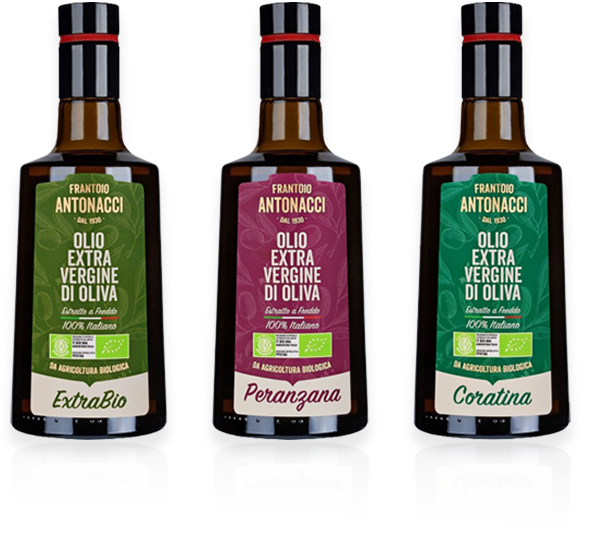 FRANTOIO
ANTONACCI
DAL 1930
OLIO
EXTRA
VERGINE
DI OLIVA
Estratto a Freddo
100% Italiano
DA AGRICOLTURA BIOLOGICA
ExtraBio
FRANTOIO
ANTONACCI
DAL 1930
OLIO
EXTRA
VERGINE
DI OLIVA
Estratto a Freddo
100% Italiano
DA AGRICOLTURA BIOLOGICA
Peranzana
FRANTOIO
ANTONACCI
DAL 1930
OLIO
EXTRA
VERGINE
DI OLIVA
Estratto a Freddo
100% Italiano
DA AGRICOLTURA BIOLOGICA
Coratina